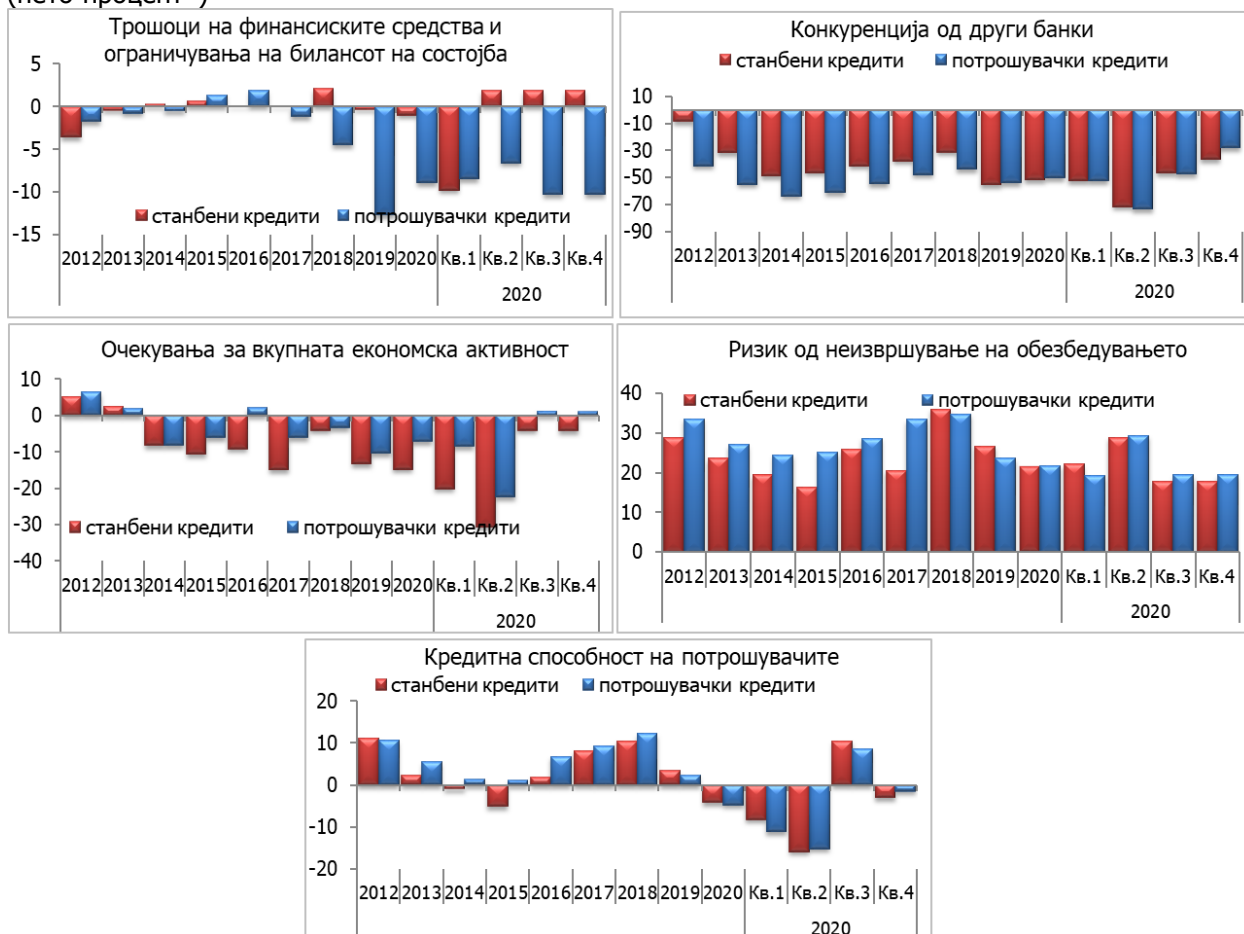 (нето процент*)
Трошоци на финансиските средства и
ограничувања на билансот на состојба
5
0
-5
-10
-15
станбени кредити потрошувачки кредити
2012 2013 2014 2015 2016 2017 2018 2019 2020 Кв.1 Кв.2 Кв.3 Кв.4
2020
Конкуренција од други банки
станбени кредити потрошувачки кредити
10
-10
-30
-50
-70
-90
2012 2013 2014 2015 2016 2017 2018 2019 2020 Кв.1 Кв.2 Кв.3 Кв.4
2020
Очекувања за вкупната економска активност
10
0
-10
-20
-30
-40
станбени кредити потрошувачки кредити
2012 2013 2014 2015 2016 2017 2018 2019 2020 Кв.1 Кв.2 Кв.3 Кв.4
2020
Ризик од неизвршување на обезбедувањето
станбени кредити потрошувачки кредити
40
30
20
10
0
2012 2013 2014 2015 2016 2017 2018 2019 2020 Кв.1 Кв.2 Кв.3 Кв.4
2020
Кредитна способност на потрошувачите
станбени кредити потрошувачки кредити
20
10
0
-10
-20
2012 2013 2014 2015 2016 2017 2018 2019 2020 Кв.1 Кв.2 Кв.3 Кв.4
2020